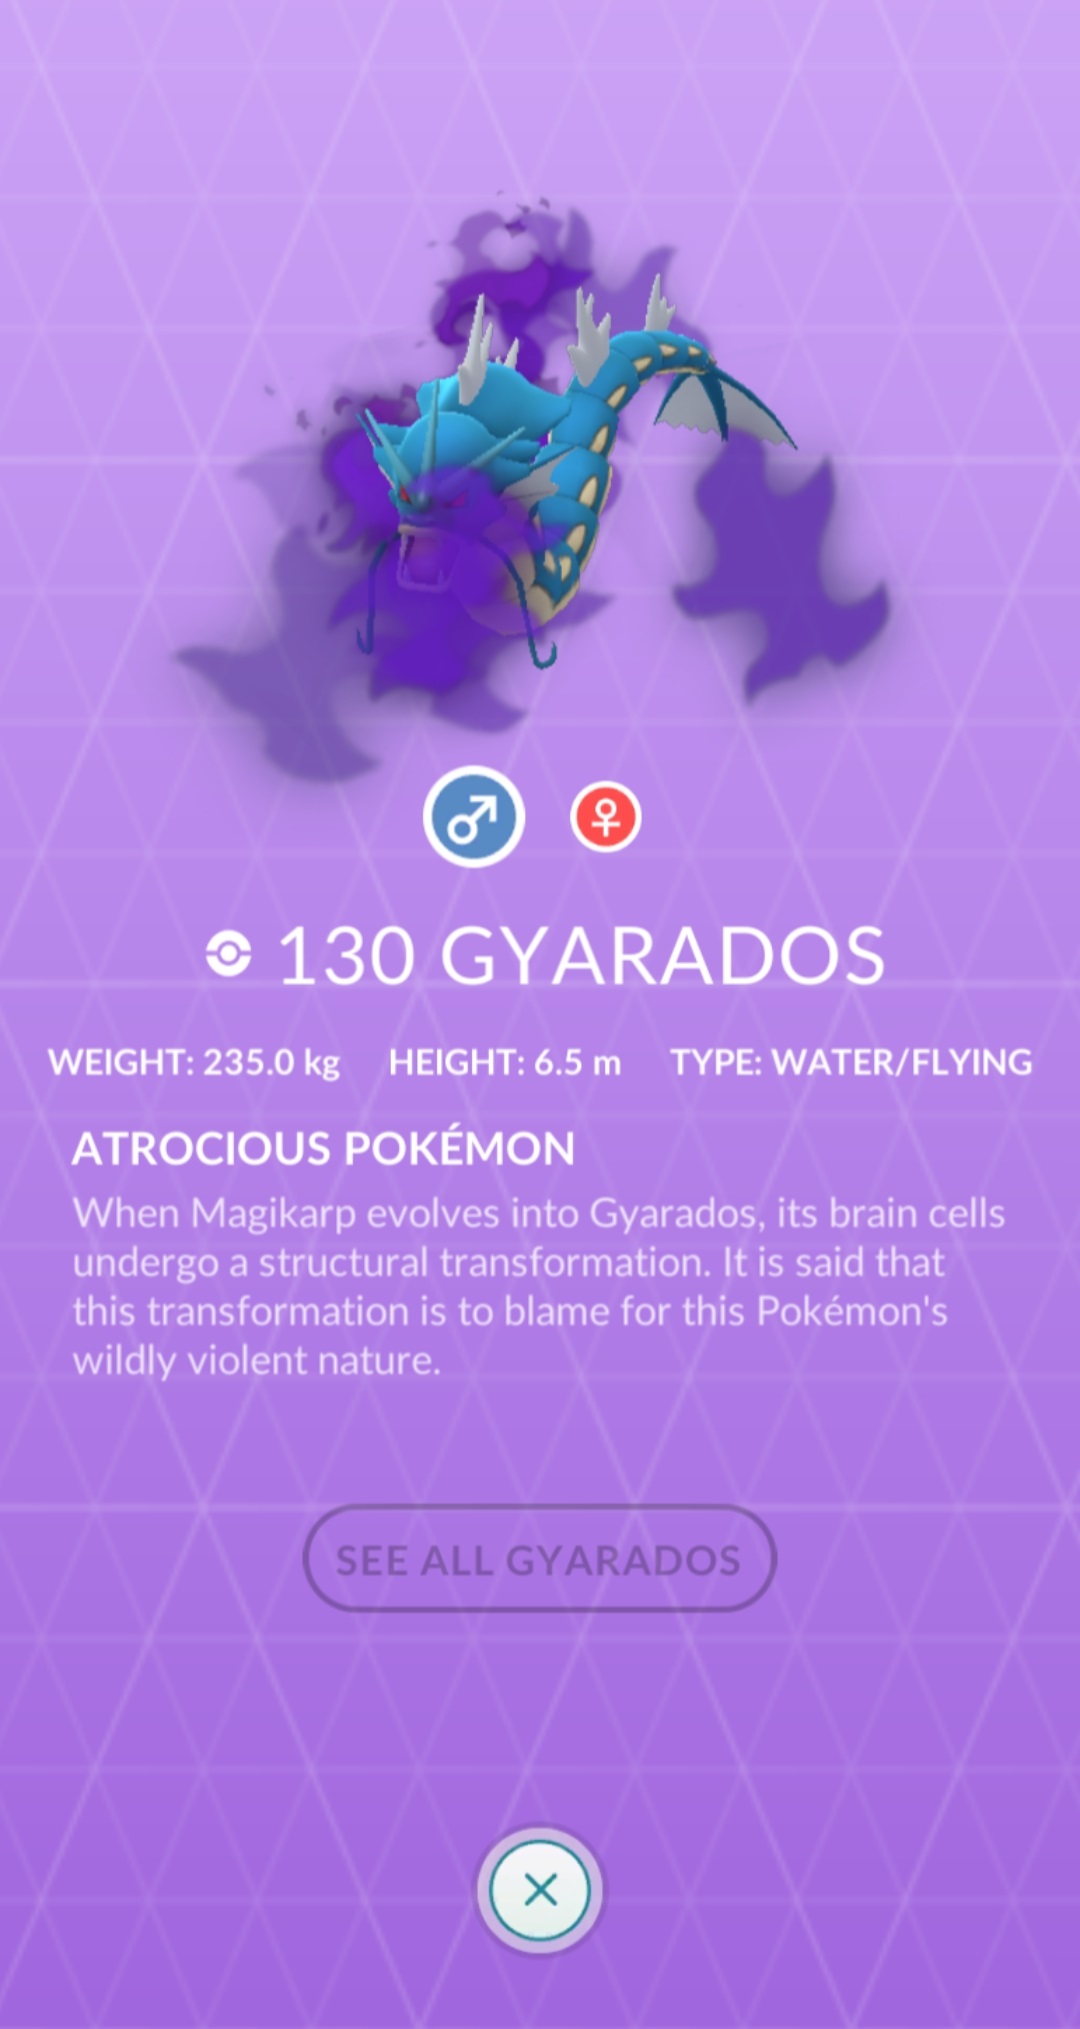 130 GYARADOS
WEIGHT: 235.0 kg HEIGHT: 6.5 m TYPE: WATER/FLYING
ATROCIOUS POKÉMON
When Magikarp evolves into Gyarados, its brain cells
undergo a structural transformation. It is said that
this transformation is to blame for this Pokémon's
wildly violent nature.
SEE ALL GYARADOS